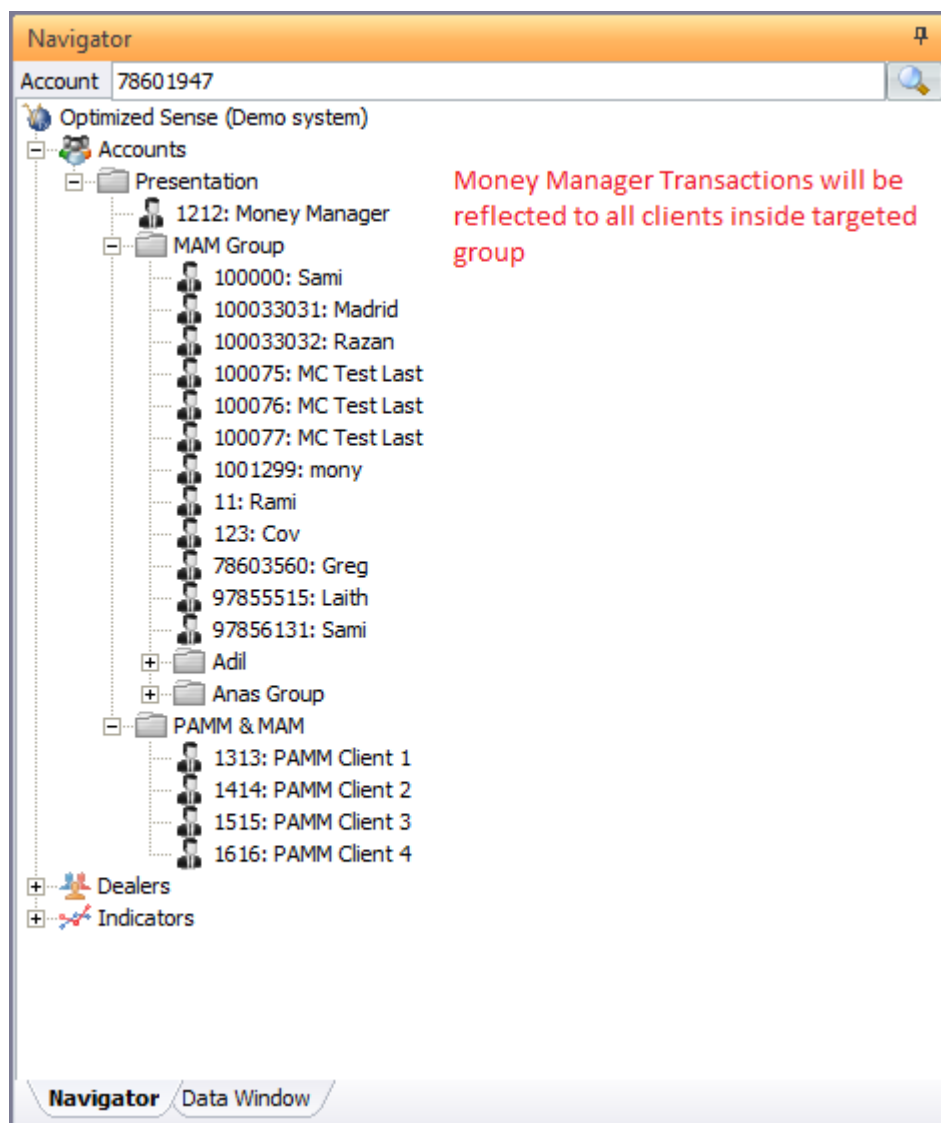 Navigator
Account 78601947
Optimized Sense (Demo system)
Accounts
Presentation
1212: Money Manager
Money Manager Transactions will be
reflected to all clients inside targeted
group
MAM Group
100000: Sami
100033031: Madrid
100033032: Razan
100075: MC Test Last
100076: MC Test Last
100077: MC Test Last
1001299: mony
11: Rami
123: Cov
78603560: Greg
97855515: Laith
97856131: Sami
Adil
Anas Group
PAMM & MAM
1313: PAMM Client 1
1414: PAMM Client 2
1515: PAMM Client 3
1616: PAMM Client 4
Dealers
Indicators
Navigator Data Window